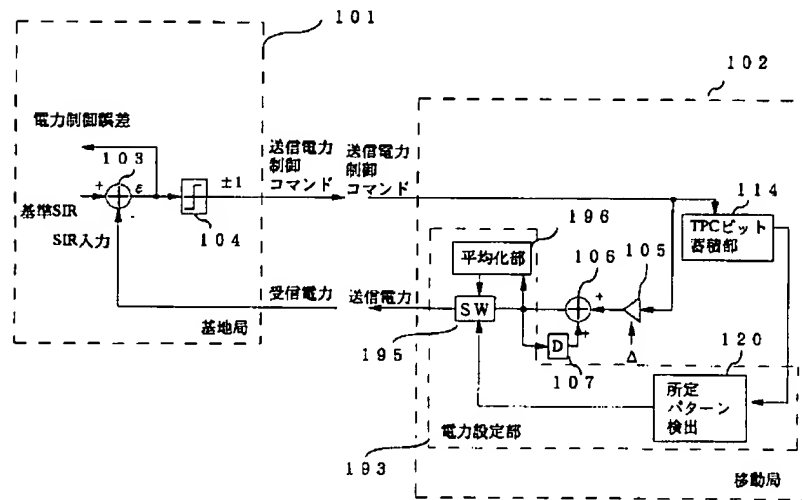 101
102
電力制御誤差
103
+
ε
±1
基準SIR
SIR入力
104
送信電力
制御
コマンド
送信電力
制御
コマンド
114
TPCビット
蓄積部
196
平均化部
106
105
+
+
SW
D
Δ
195
107
受信電力
送信電力
基地局
120
所定
パターン
検出
電力設定部
193
移動局